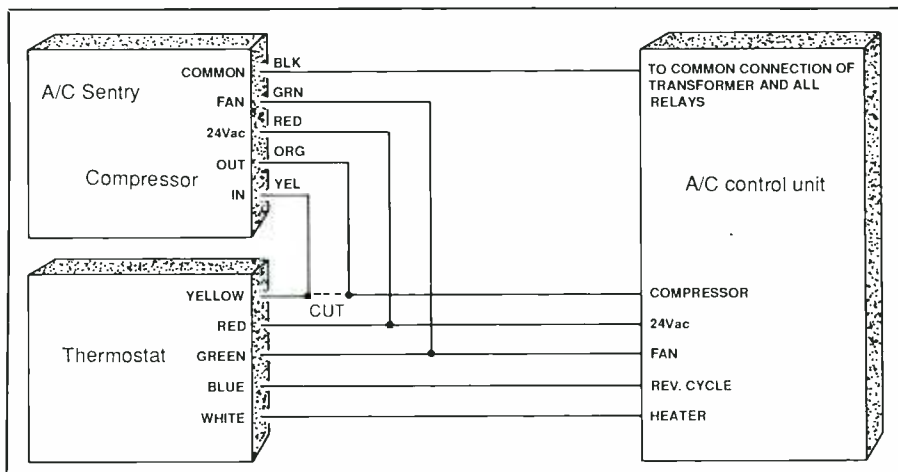 A/C Sentry
Compressor
COMMON
FAN
24Vac
OUT
IN
BLK
GRN
RED
ORG
YEL
TO COMMON CONNECTION OF
TRANSFORMER AND ALL
RELAYS
A/C control unit
COMPRESSOR
24Vac
FAN
REV. CYCLE
HEATER
Thermostat
YELLOW
RED
GREEN
BLUE
WHITE
CUT